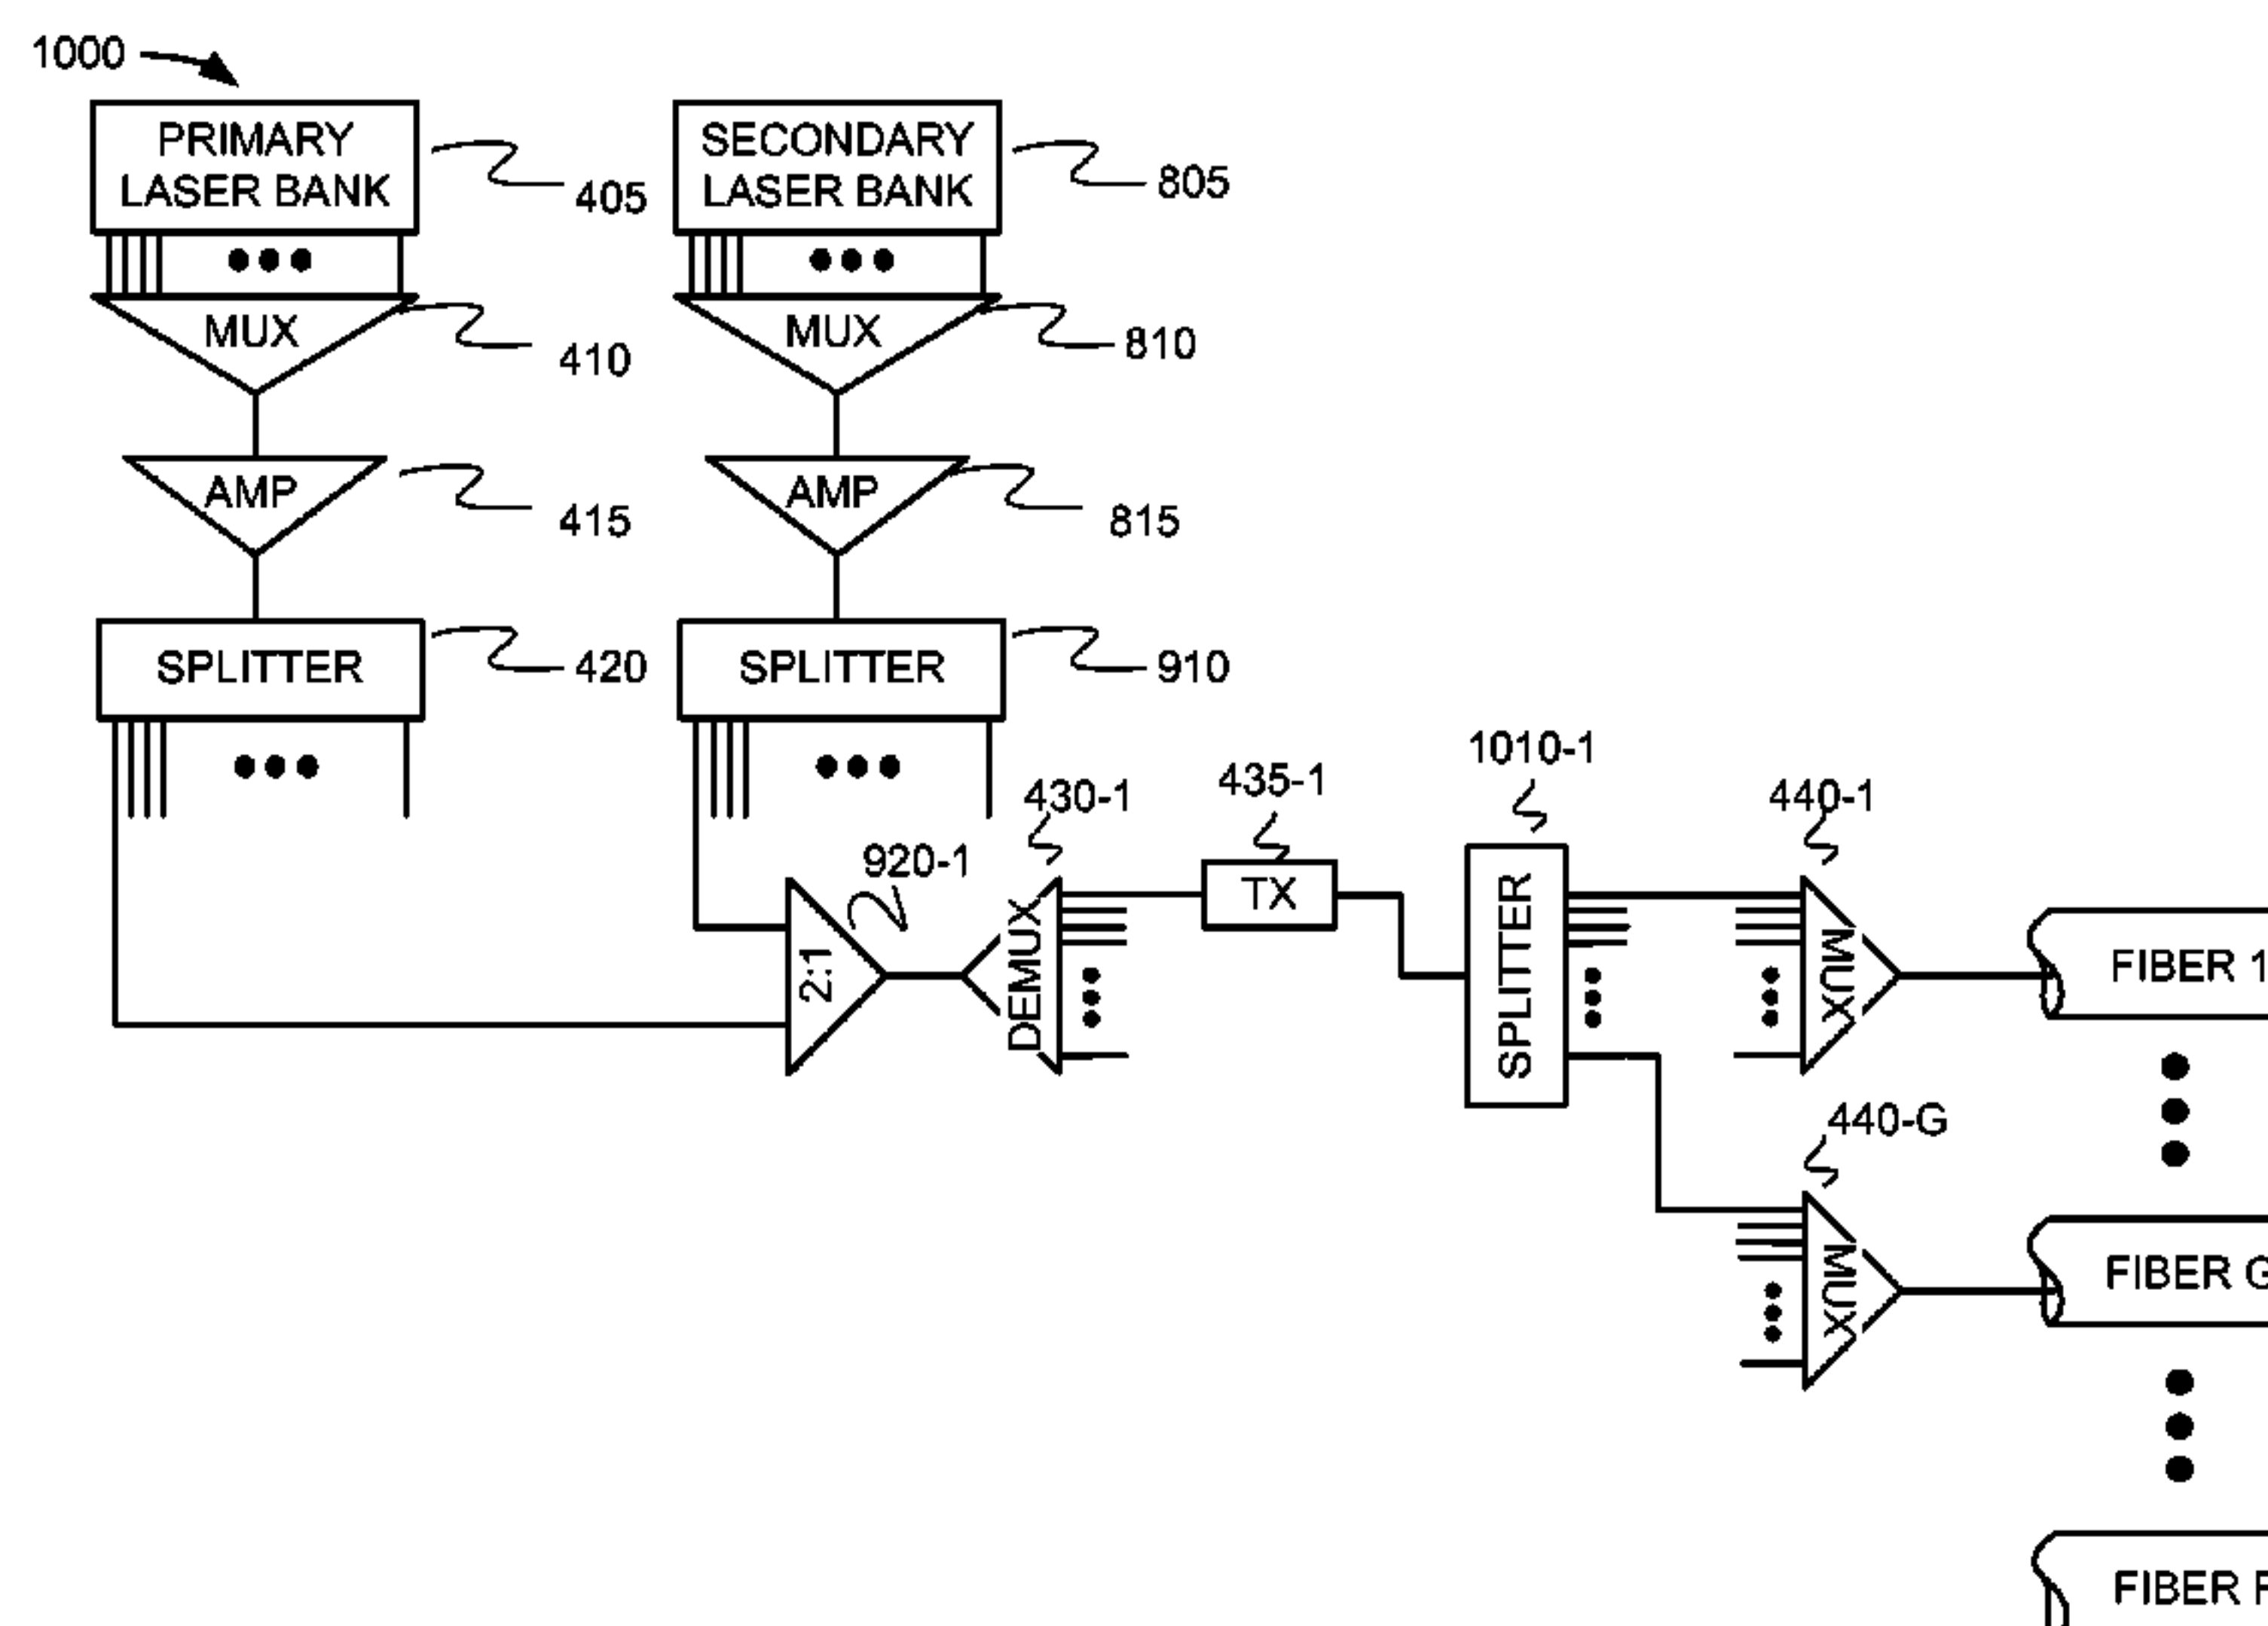 1000
PRIMARY
LASER BANK
405
SECONDARY
LASER BANK
805
MUX
410
MUX
810
AMP
415
AMP
815
SPLITTER
420
SPLITTER
910
920-1
2:1
430-1
DEMUX
435-1
TX
1010-1
SPLITTER
440-1
MUX
FIBER 1
440-G
MUX
FIBER G
FIBER